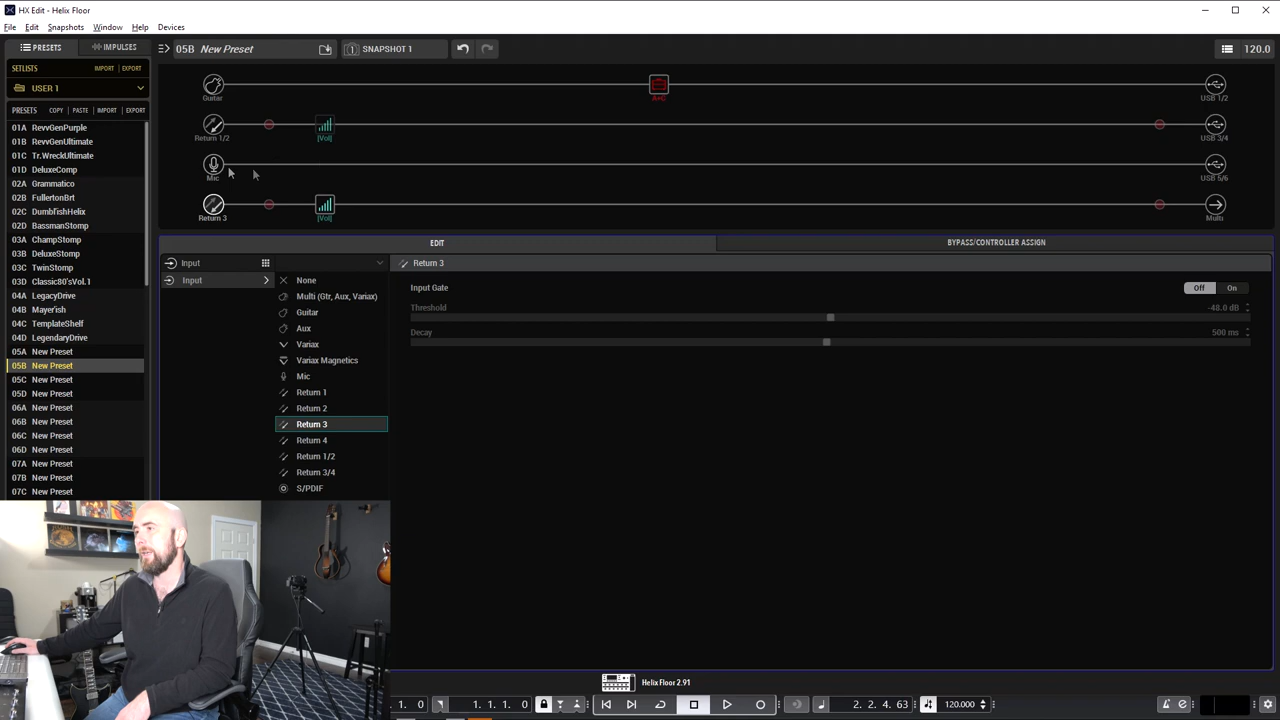 HX Edit - Helix Floor
File Edit Snapshots Window Help Devices
PRESETS IMPULSES
05B New Preset
1 SNAPSHOT 1
120.0
SETLISTS IMPORT EXPORT
USER 1
PRESETS COPY PASTE IMPORT EXPORT
01A RevvGenPurple
01B RevvUltimate
01C Tr.WreckUltimate
01D DeluxeComp
02A Grammatico
02B FullertonBrt
02C Dumbl'ishHelix
02D BassmanStomp
03A ChampStomp
03B DeluxeStomp
03C TwinStomp
03D Classic80'sVol.1
04A LegacyDrive
04B Mayer'ish
04C TemplateShelf
04D LegendaryDrive
05A New Preset
05B New Preset
05C New Preset
05D New Preset
06A New Preset
06B New Preset
06C New Preset
06D New Preset
07A New Preset
07B New Preset
07C New Preset
Guitar
A+C
USB 1/2
Return 1/2
[Vol]
USB 3/4
Mic
USB 5/6
Return 3
[Vol]
Multi
EDIT
BYPASS/CONTROLLER ASSIGN
Input
Input
None
Multi (Gtr, Aux, Variax)
Guitar
Aux
Variax
Variax Magnetics
Mic
Return 1
Return 2
Return 3
Return 4
Return 1/2
Return 3/4
S/PDIF
Return 3
Input Gate Off On
Threshold -48.0 dB
Decay 500 ms
Helix Floor 2.91
1. 0 1. 1. 1. 0 2. 2. 4. 63 120.000